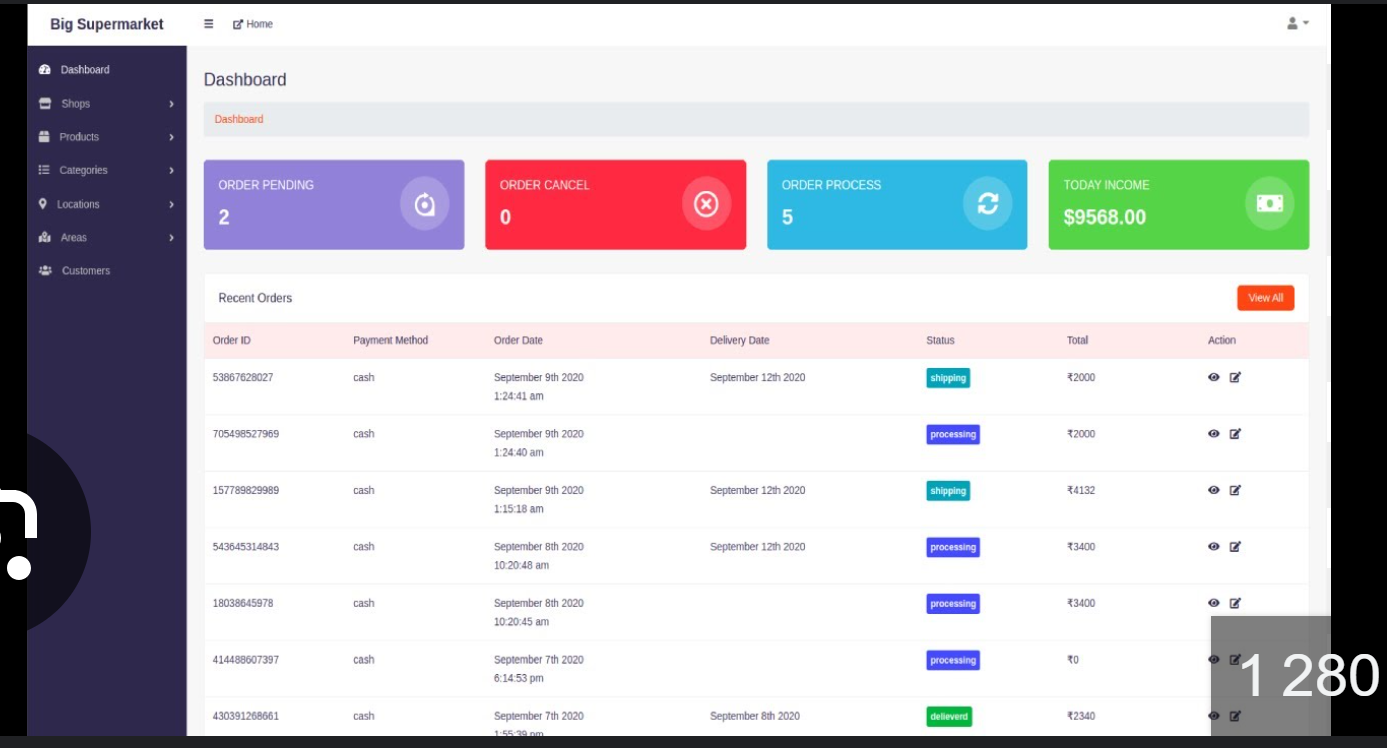 Big Supermarket
Home
Dashboard
Shops
Products
Categories
Locations
Areas
Customers
Dashboard
Dashboard
ORDER PENDING
2
ORDER CANCEL
0
ORDER PROCESS
5
TODAY INCOME
$9568.00
Recent Orders
View All
Order ID Payment Method Order Date Delivery Date Status Total Action
53867628027 cash September 9th 2020 September 12th 2020 shipping ₹2000
1:24:41 am
705498527969 cash September 9th 2020 processing ₹2000
1:24:40 am
157789829989 cash September 9th 2020 September 12th 2020 shipping ₹4132
1:15:18 am
543645314843 cash September 8th 2020 September 12th 2020 processing ₹3400
10:20:48 am
18038645978 cash September 8th 2020 processing ₹3400
10:20:45 am
414488607397 cash September 7th 2020 processing ₹0
6:14:53 pm
430391268661 cash September 7th 2020 September 8th 2020 delieverd ₹2340
1:55:39 pm
1 280